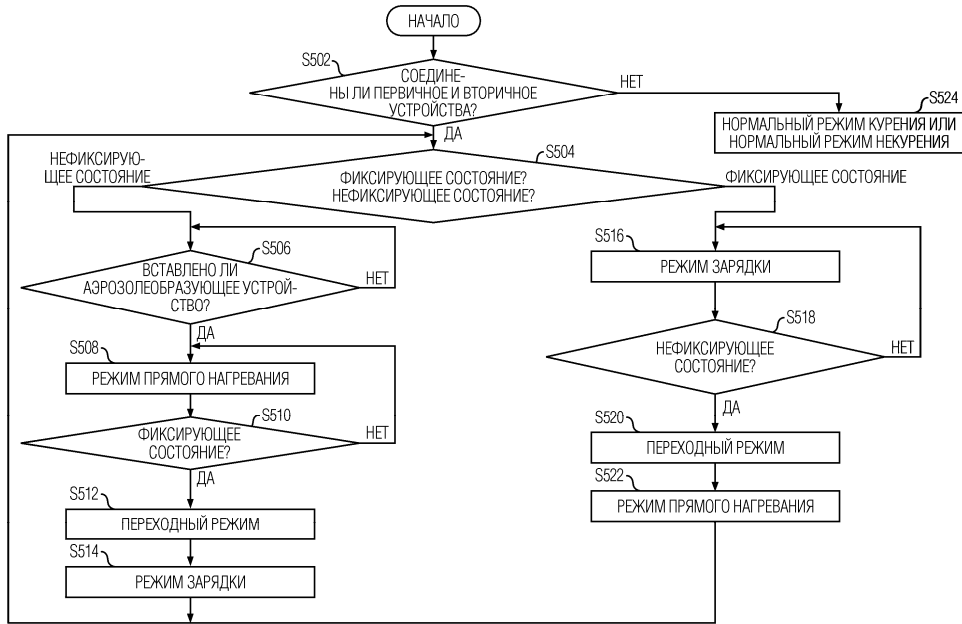 НАЧАЛО
S502
СОЕДИНЕ-
НЫ ЛИ ПЕРВИЧНОЕ И ВТОРИЧНОЕ
УСТРОЙСТВА?
НЕТ
ДА
S524
НОРМАЛЬНЫЙ РЕЖИМ КУРЕНИЯ ИЛИ
НОРМАЛЬНЫЙ РЕЖИМ НЕКУРЕНИЯ
S504
НЕФИКСИРУЮ-
ЩЕЕ СОСТОЯНИЕ
ФИКСИРУЮЩЕЕ СОСТОЯНИЕ?
НЕФИКСИРУЮЩЕЕ СОСТОЯНИЕ?
ФИКСИРУЮЩЕЕ СОСТОЯНИЕ
S506
ВСТАВЛЕНО ЛИ
АЭРОЗОЛЕОБРАЗУЮЩЕЕ УСТРОЙ-
СТВО?
НЕТ
ДА
S508
РЕЖИМ ПРЯМОГО НАГРЕВАНИЯ
S510
ФИКСИРУЮЩЕЕ
СОСТОЯНИЕ?
НЕТ
ДА
S512
ПЕРЕХОДНЫЙ РЕЖИМ
S514
РЕЖИМ ЗАРЯДКИ
S516
РЕЖИМ ЗАРЯДКИ
S518
НЕФИКСИРУЮЩЕЕ
СОСТОЯНИЕ?
НЕТ
ДА
S520
ПЕРЕХОДНЫЙ РЕЖИМ
S522
РЕЖИМ ПРЯМОГО НАГРЕВАНИЯ